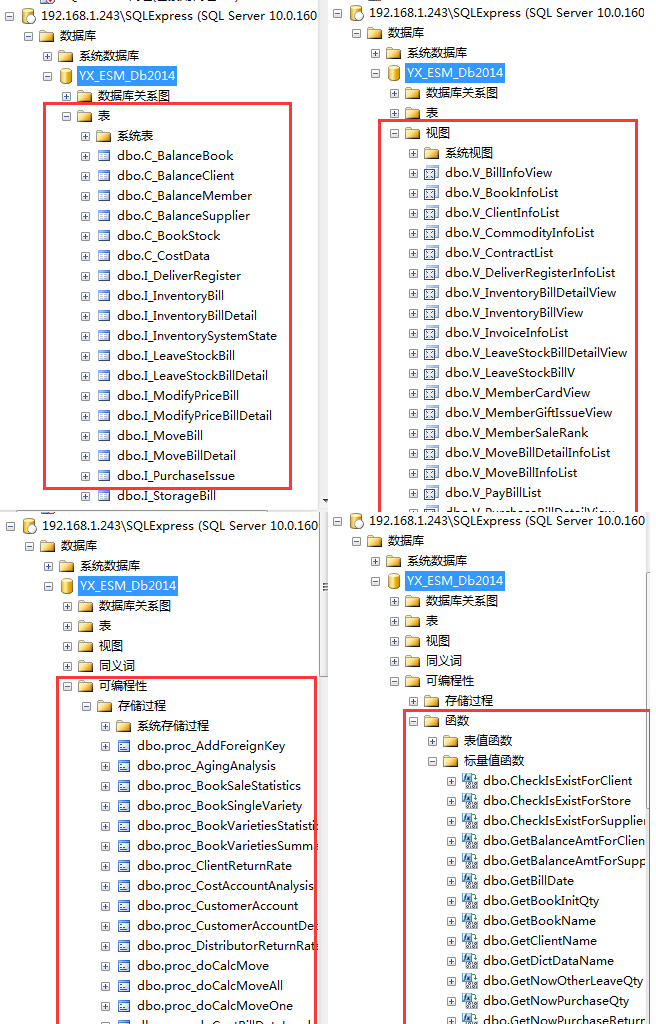 192.168.1.243\SQLExpress (SQL Server 10.0.160
数据库
系统数据库
YX_ESM_Db2014
数据库关系图
表
系统表
dbo.C_BalanceBook
dbo.C_BalanceClient
dbo.C_BalanceMember
dbo.C_BalanceSupplier
dbo.C_BookStock
dbo.C_CostData
dbo.I_DeliverRegister
dbo.I_InventoryBill
dbo.I_InventoryBillDetail
dbo.I_InventorySystemState
dbo.I_LeaveStockBill
dbo.I_LeaveStockBillDetail
dbo.I_ModifyPriceBill
dbo.I_ModifyPriceBillDetail
dbo.I_MoveBill
dbo.I_MoveBillDetail
dbo.I_PurchaseIssue
dbo.I_StorageBill
192.168.1.243\SQLExpress (SQL Server 10.0.160
数据库
系统数据库
YX_ESM_Db2014
数据库关系图
表
视图
系统视图
dbo.V_BillInfoView
dbo.V_BookInfoList
dbo.V_ClientInfoList
dbo.V_CommodityInfoList
dbo.V_ContractList
dbo.V_DeliverRegisterInfoList
dbo.V_InventoryBillDetailView
dbo.V_InventoryBillView
dbo.V_InvoiceInfoList
dbo.V_LeaveStockBillDetailView
dbo.V_LeaveStockBillV
dbo.V_MemberCardView
dbo.V_MemberGiftIssueView
dbo.V_MemberSaleRank
dbo.V_MoveBillDetailInfoList
dbo.V_MoveBillInfoList
dbo.V_PayBillList
dbo.V_PurchaseBillDetailView
192.168.1.243\SQLExpress (SQL Server 10.0.160
数据库
系统数据库
YX_ESM_Db2014
数据库关系图
表
视图
同义词
可编程性
存储过程
系统存储过程
dbo.proc_AddForeignKey
dbo.proc_AgingAnalysis
dbo.proc_BookSaleStatistics
dbo.proc_BookSingleVariety
dbo.proc_BookVarietiesStatisti
dbo.proc_BookVarietiesSumma
dbo.proc_ClientReturnRate
dbo.proc_CostAccountAnalysis
dbo.proc_CustomerAccount
dbo.proc_CustomerAccountDe
dbo.proc_DistributorReturnRat
dbo.proc_doCalcMove
dbo.proc_doCalcMoveAll
dbo.proc_doCalcMoveOne
192.168.1.243\SQLExpress (SQL Server 10.0.160
数据库
系统数据库
YX_ESM_Db2014
数据库关系图
表
视图
同义词
可编程性
存储过程
函数
表值函数
标量值函数
dbo.CheckIsExistForClient
dbo.CheckIsExistForStore
dbo.CheckIsExistForSupplier
dbo.GetBalanceAmtForClien
dbo.GetBalanceAmtForSupp
dbo.GetBillDate
dbo.GetBookInitQty
dbo.GetBookName
dbo.GetClientName
dbo.GetDictDataName
dbo.GetNowOtherLeaveQty
dbo.GetNowPurchaseQty
dbo.GetNowPurchaseReturn